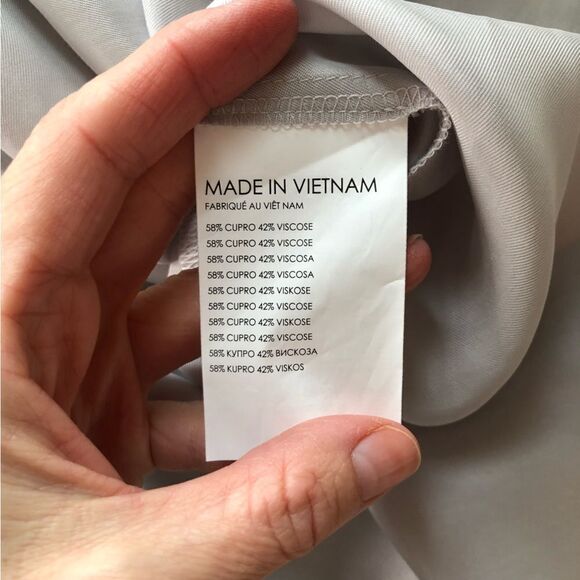 MADE IN VIETNAM
FABRIQUÉ AU VIÊT NAM
58% CUPRO 42% VISCOSE
58% CUPRO 42% VISCOSE
58% CUPRO 42% VISCOSA
58% CUPRO 42% VISCOSA
58% CUPRO 42% VISKOSE
58% CUPRO 42% VISCOSE
58% CUPRO 42% VISKOSE
58% CUPRO 42% VISCOSE
58% КУПРО 42% ВИСКОЗА
58% KUPRO 42% VISKOS